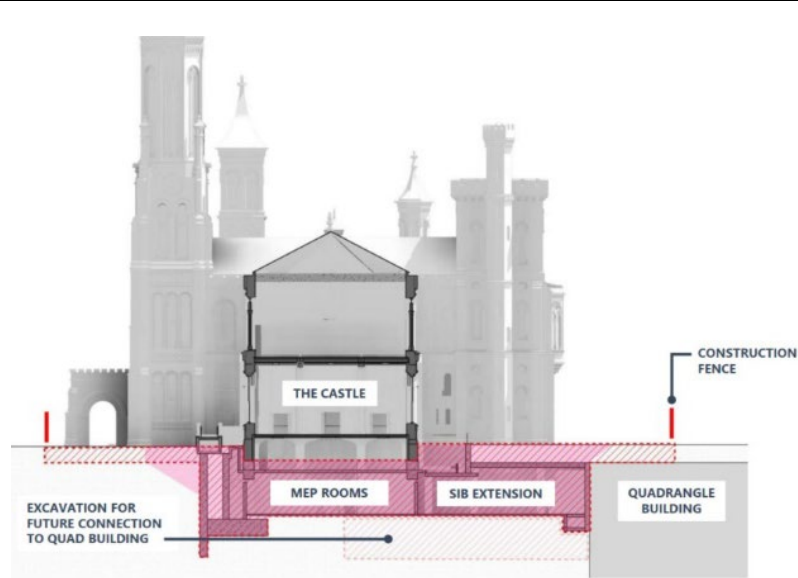 CONSTRUCTION
FENCE
THE CASTLE
MEP ROOMS
SIB EXTENSION
QUADRANGLE
BUILDING
EXCAVATION FOR
FUTURE CONNECTION
TO QUAD BUILDING